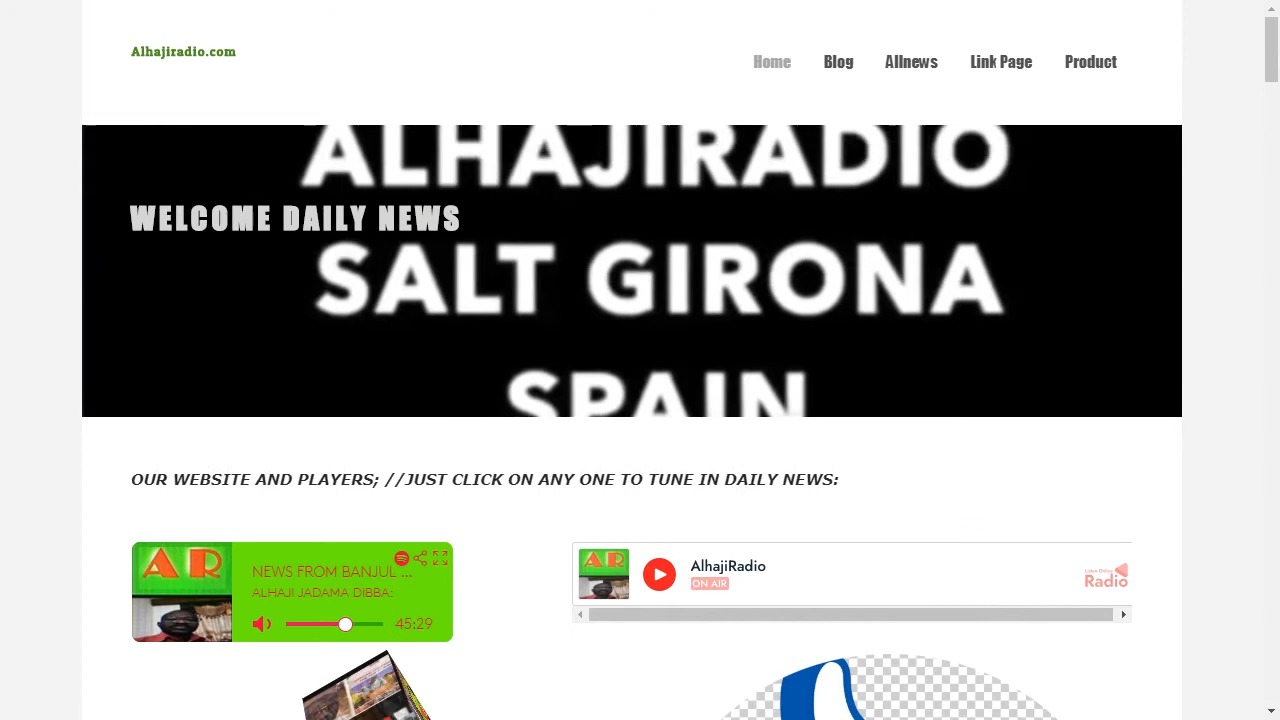 Alhajiradio.com
Home Blog Allnews Link Page Product
ALHAJIRADIO
WELCOME DAILY NEWS
SALT GIRONA
SPAIN
OUR WEBSITE AND PLAYERS; //JUST CLICK ON ANY ONE TO TUNE IN DAILY NEWS:
AR
NEWS FROM BANJUL ...
ALHAJI JADAMA DIBBA:
45:29
AR
AlhajiRadio
ON AIR
Listen Online
Radio